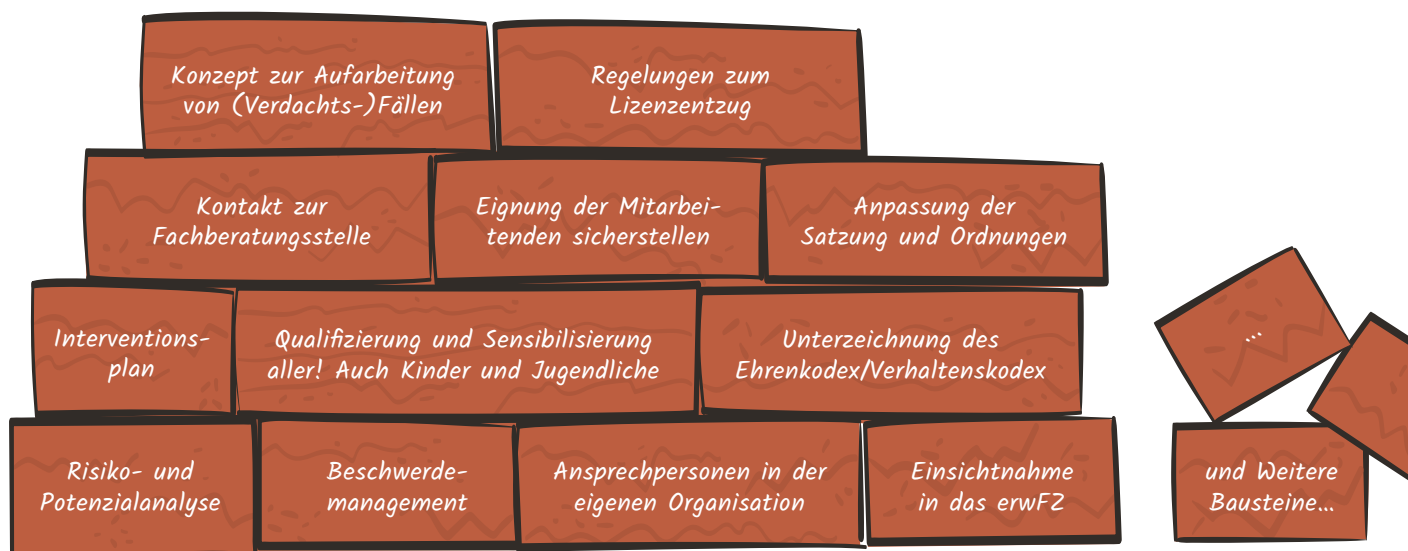 Konzept zur Aufarbeitung
von (Verdachts-)Fällen
Regelungen zum
Lizenzentzug
Kontakt zur
Fachberatungsstelle
Eignung der Mitarbei-
tenden sicherstellen
Anpassung der
Satzung und Ordnungen
Interventions-
plan
Qualifizierung und Sensibilisierung
aller! Auch Kinder und Jugendliche
Unterzeichnung des
Ehrenkodex/Verhaltenskodex
...
Risiko- und
Potenzialanalyse
Beschwerde-
management
Ansprechpersonen in der
eigenen Organisation
Einsichtnahme
in das erwFZ
und Weitere
Bausteine...